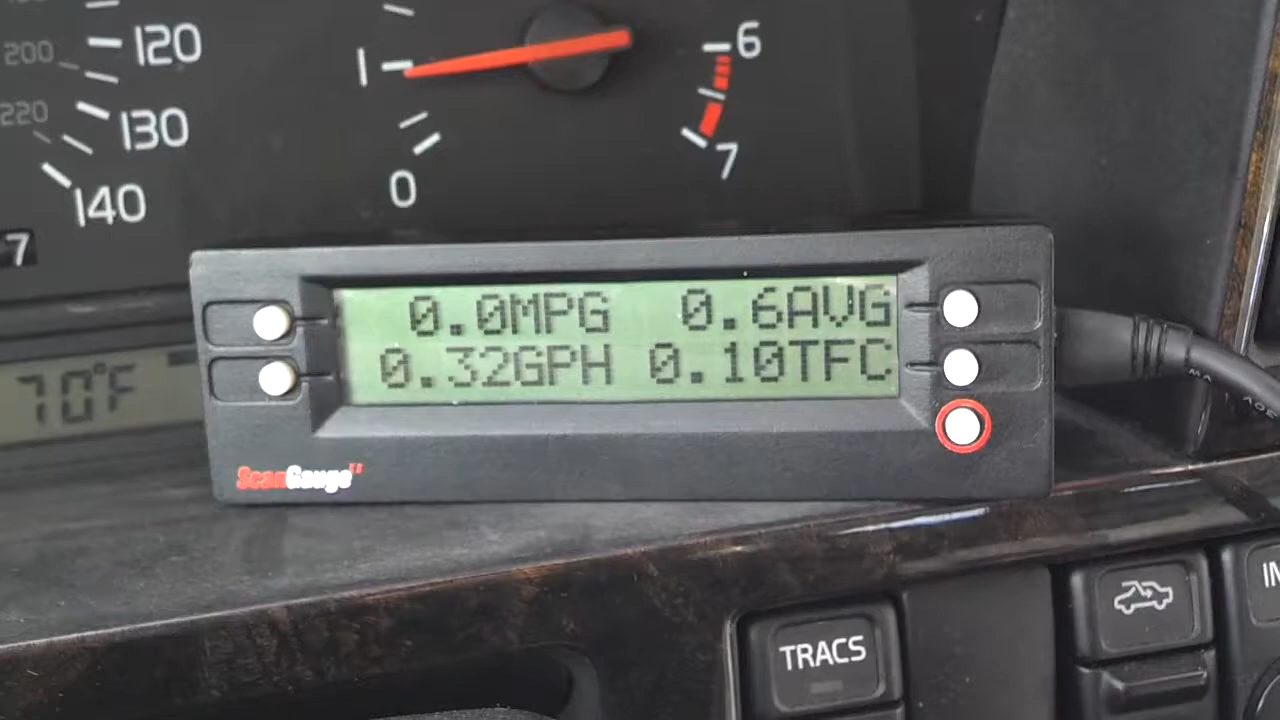 200
120
1
6
220
130
0
7
140
7
0.0MPG 0.6AVG
0.32GPH 0.10TFC
70°F
ScanGauge II
TRACS